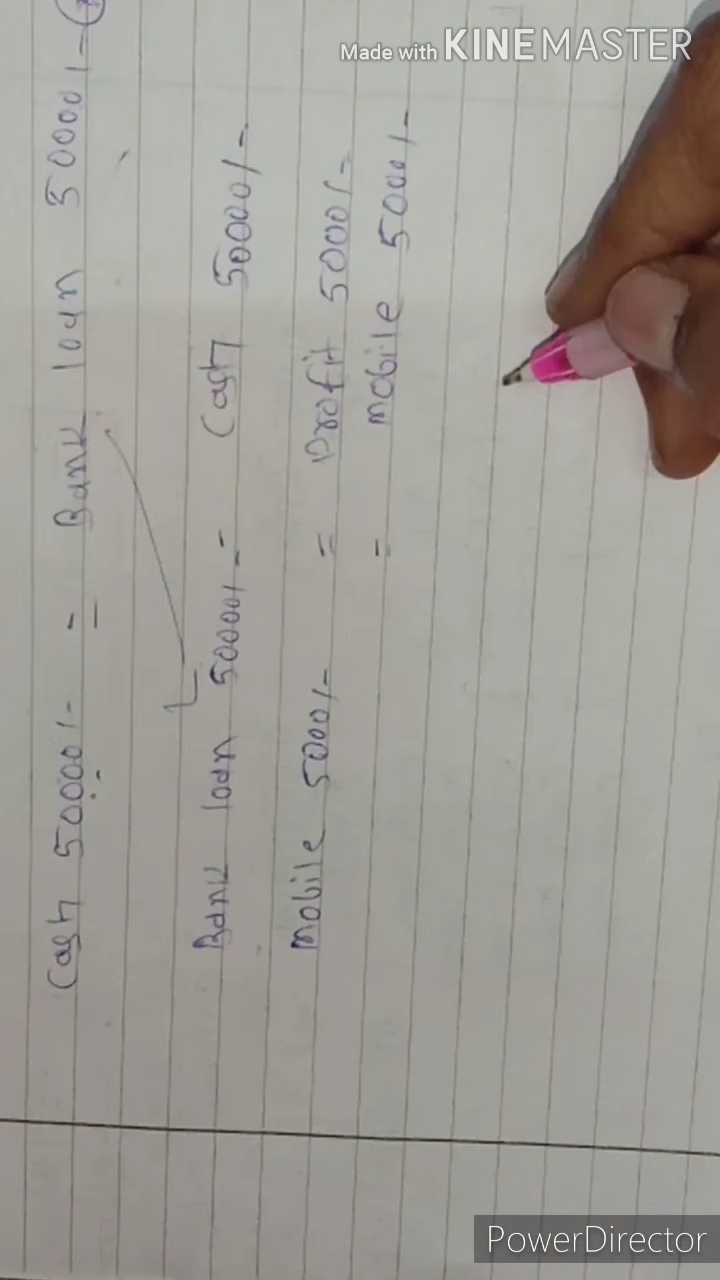 Made with KINEMASTER
Cash 50000/- = Bank loan 50000/-
Bank loan 50000/- = Cash 50000/-
Mobile 5000/- = Profit 5000/-
= Mobile 5000/-
PowerDirector